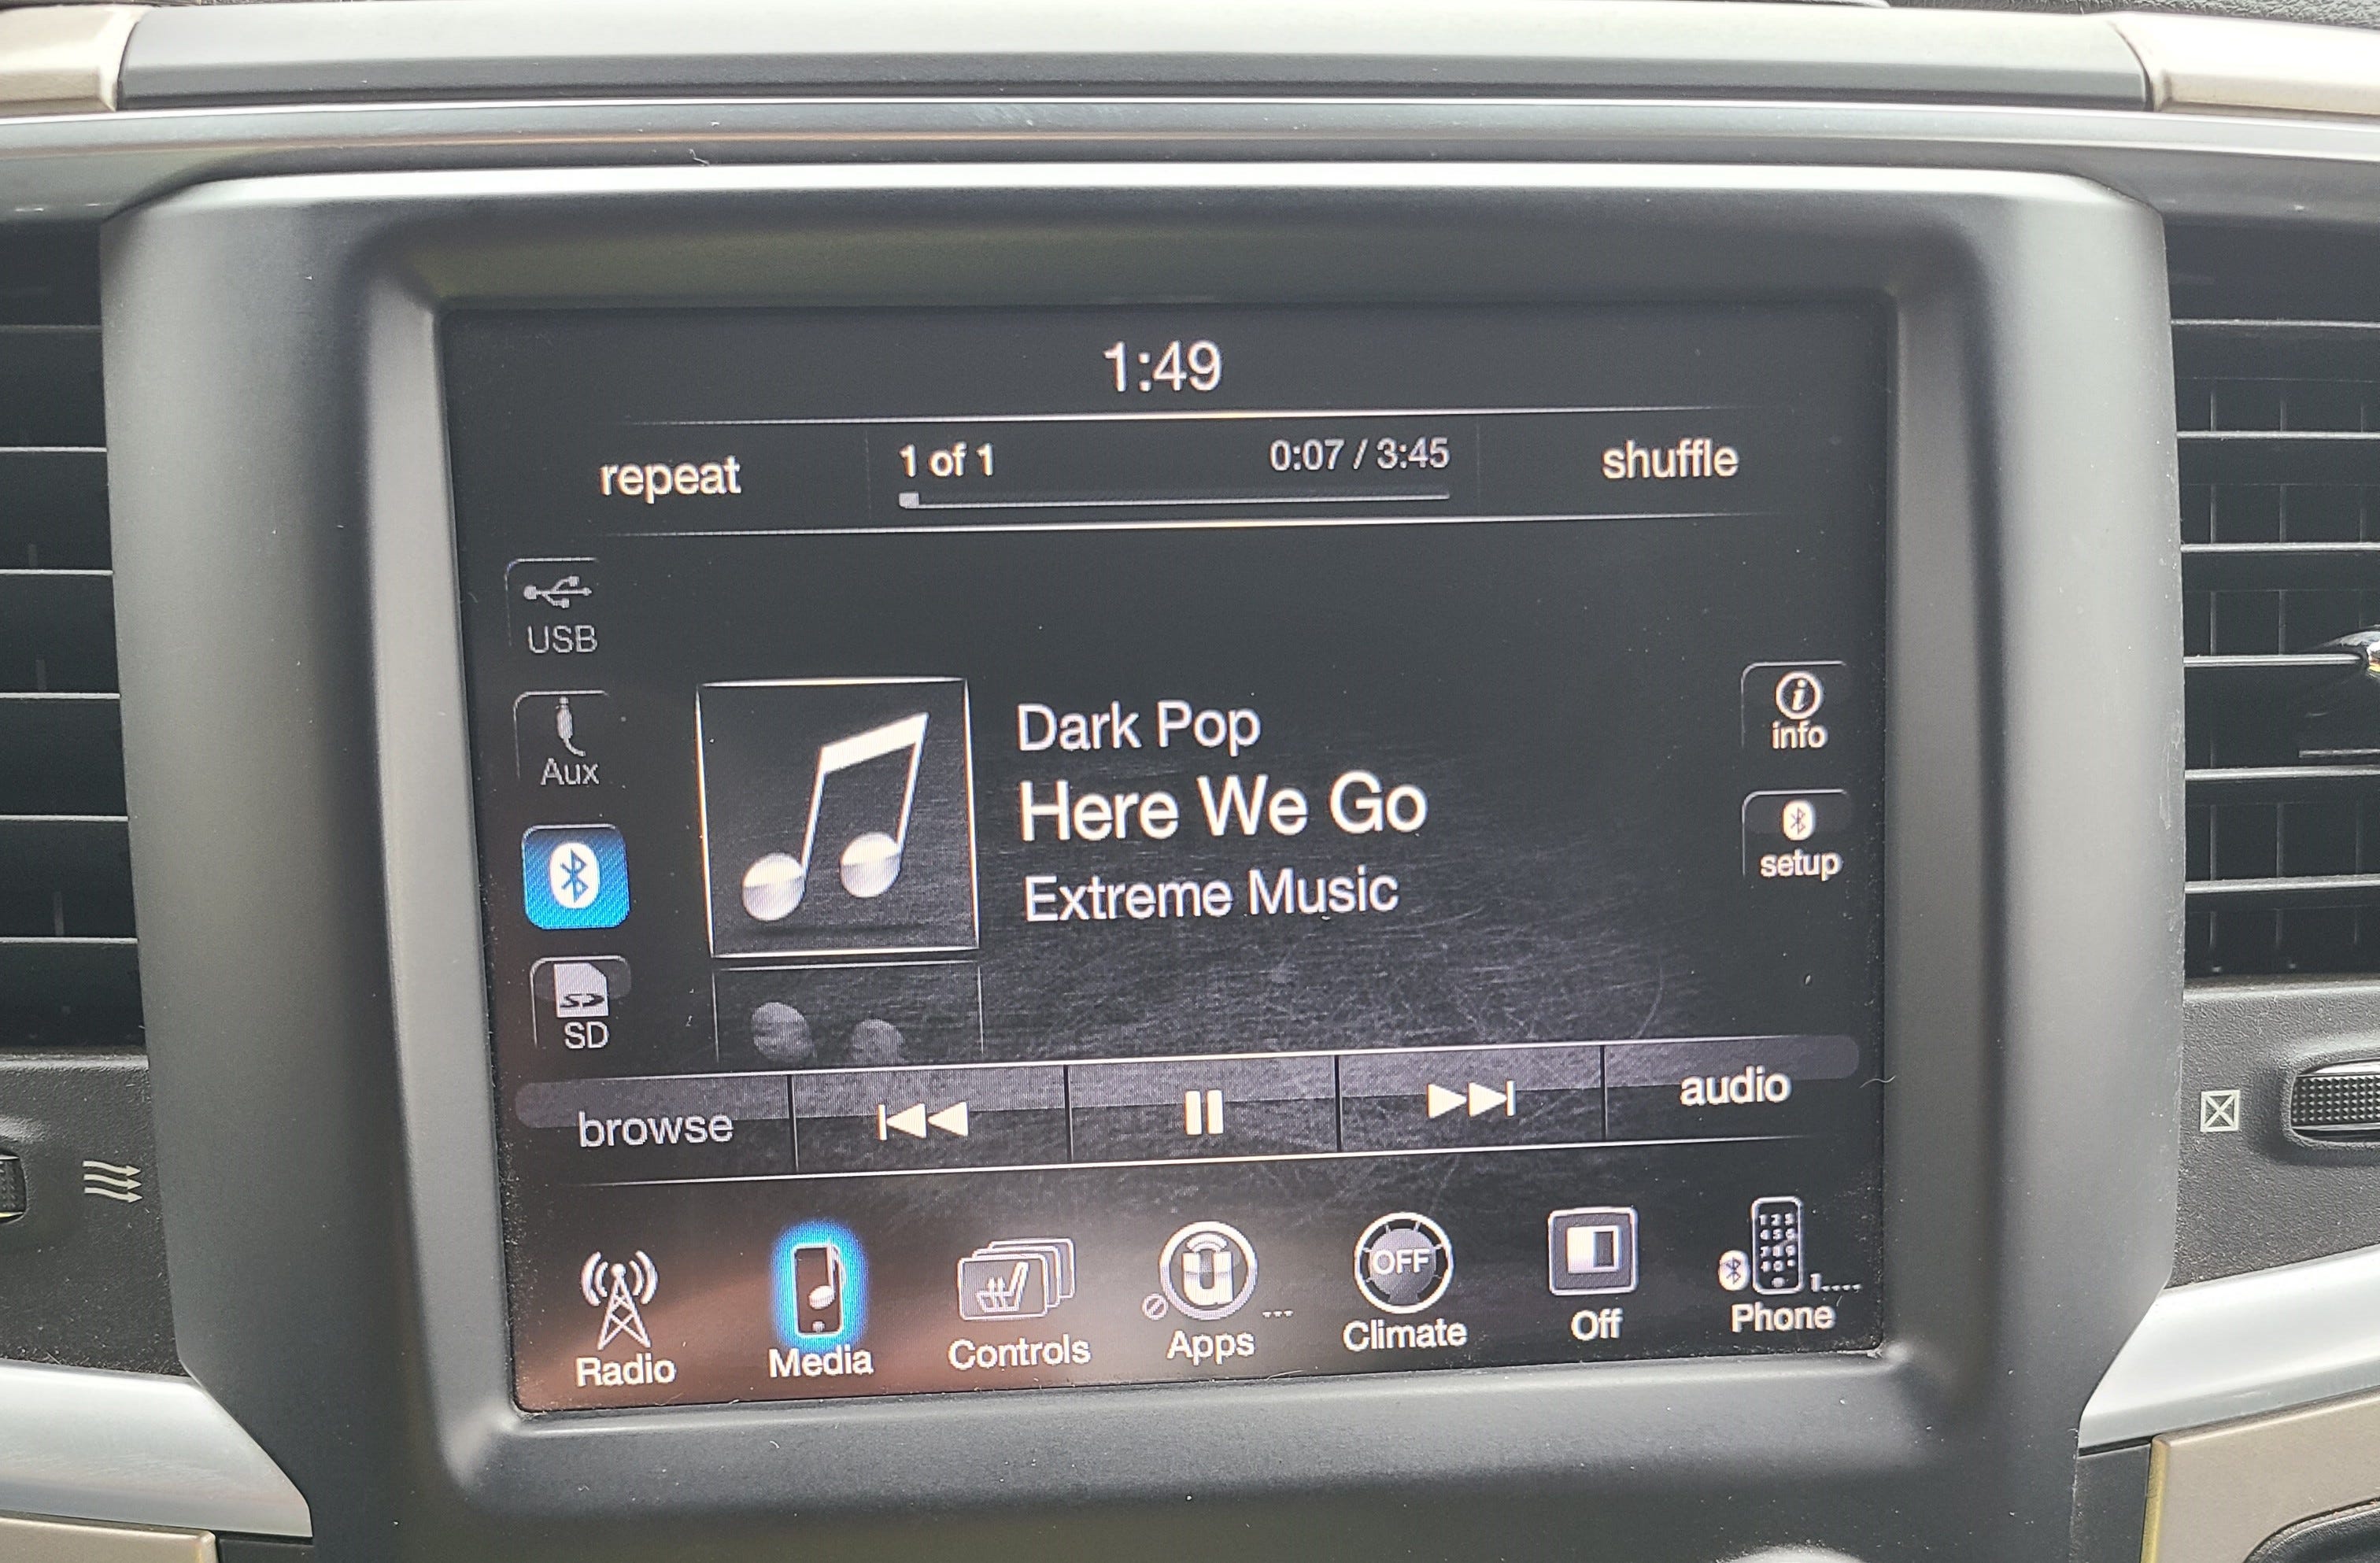 1:49
repeat
1 of 1
0:07 / 3:45
shuffle
USB
Aux
Dark Pop
Here We Go
Extreme Music
info
setup
SD
browse
audio
OFF
Radio
Media
Controls
Apps
Climate
Off
Phone